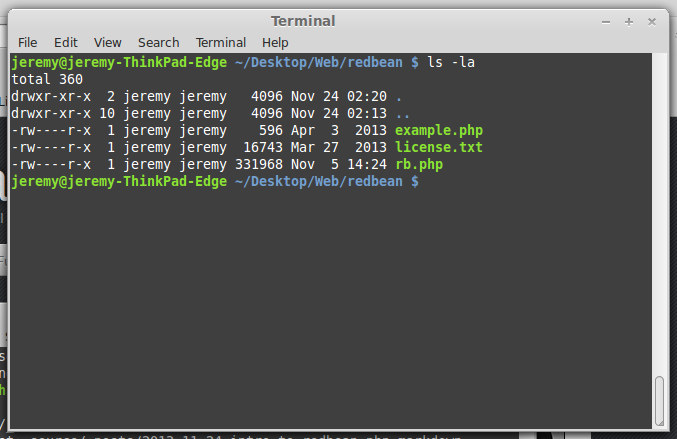 Terminal
File Edit View Search Terminal Help
jeremy@jeremy-ThinkPad-Edge ~/Desktop/Web/redbean $ ls -la
total 360
drwxr-xr-x  2 jeremy jeremy   4096 Nov 24 02:20 .
drwxr-xr-x 10 jeremy jeremy   4096 Nov 24 02:13 ..
-rw----r-x  1 jeremy jeremy    596 Apr  3  2013 example.php
-rw----r-x  1 jeremy jeremy  16743 Mar 27  2013 license.txt
-rw----r-x  1 jeremy jeremy 331968 Nov  5 14:24 rb.php
jeremy@jeremy-ThinkPad-Edge ~/Desktop/Web/redbean $